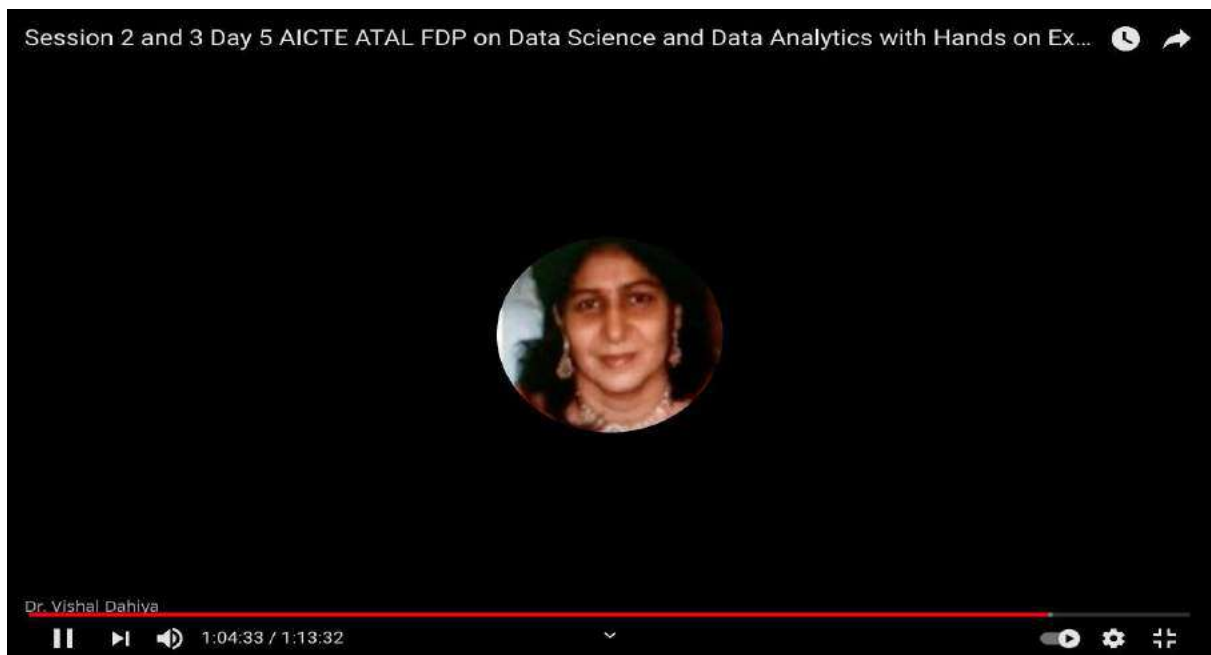 Session 2 and 3 Day 5 AICTE ATAL FDP on Data Science and Data Analytics with Hands on Ex...
Dr. Vishal Dahiya
1:04:33 / 1:13:32